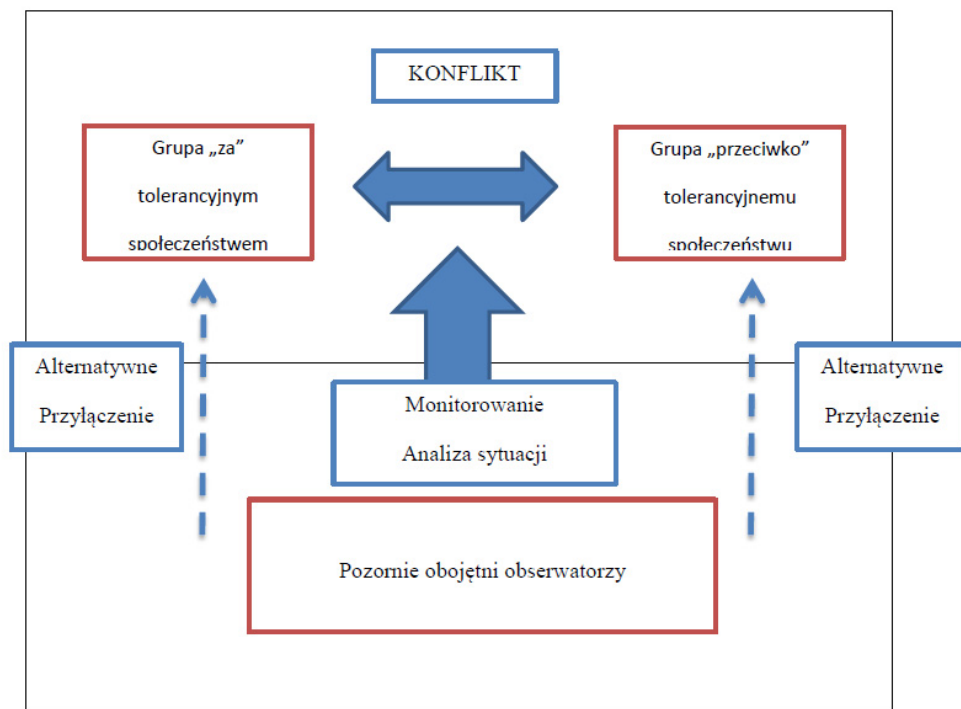 KONFLIKT
Grupa „za”
tolerancyjnym
społeczeństwem
Grupa „przeciwko”
tolerancyjnemu
społeczeństwu
Alternatywne
Przyłączenie
Monitorowanie
Analiza sytuacji
Alternatywne
Przyłączenie
Pozornie obojętni obserwatorzy